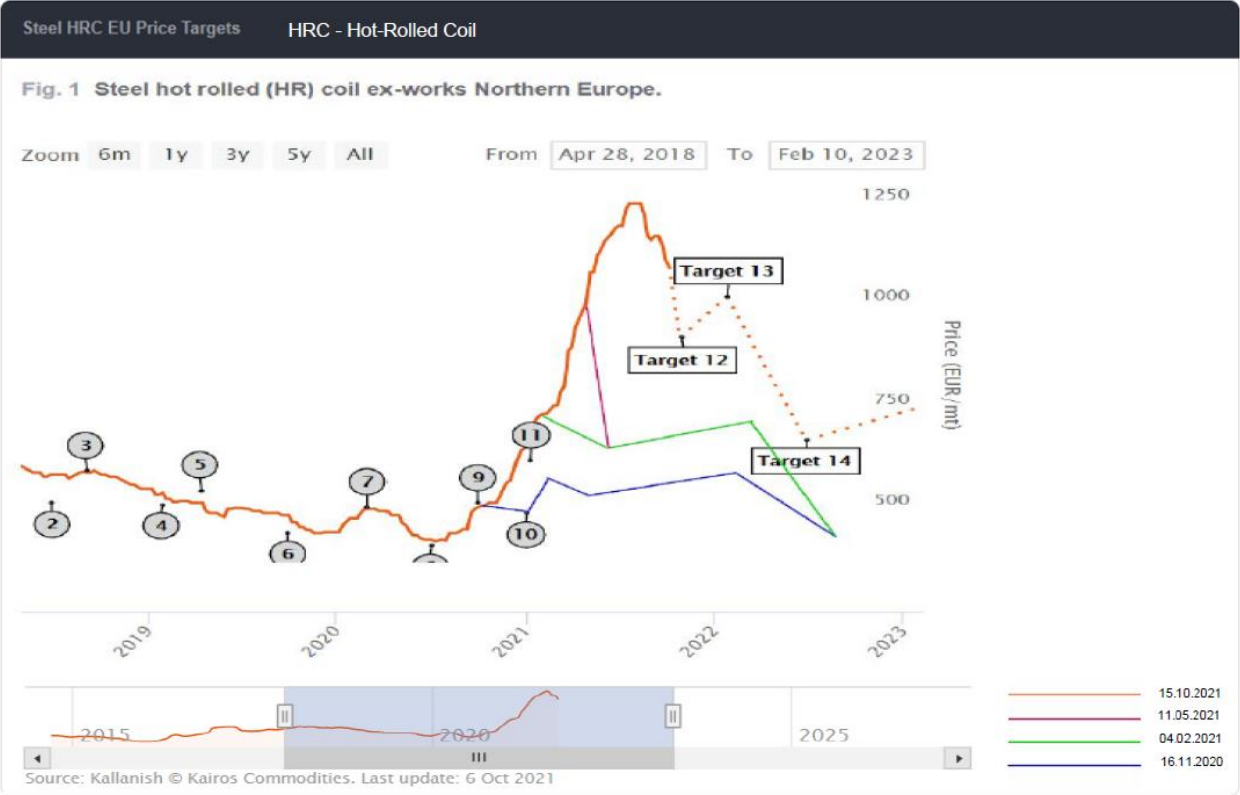 Steel HRC EU Price Targets HRC - Hot-Rolled Coil
Fig. 1 Steel hot rolled (HR) coil ex-works Northern Europe.
Zoom 6m 1y 3y 5y All From Apr 28, 2018 To Feb 10, 2023
1250
Target 13
1000
Target 12
Price (EUR/mt)
750
3
11
5
Target 14
7
9
500
2
4
10
6
2019 2020 2021 2022 2023
2015 2020 2025
15.10.2021
11.05.2021
04.02.2021
16.11.2020
Source: Kallanish © Kairos Commodities. Last update: 6 Oct 2021